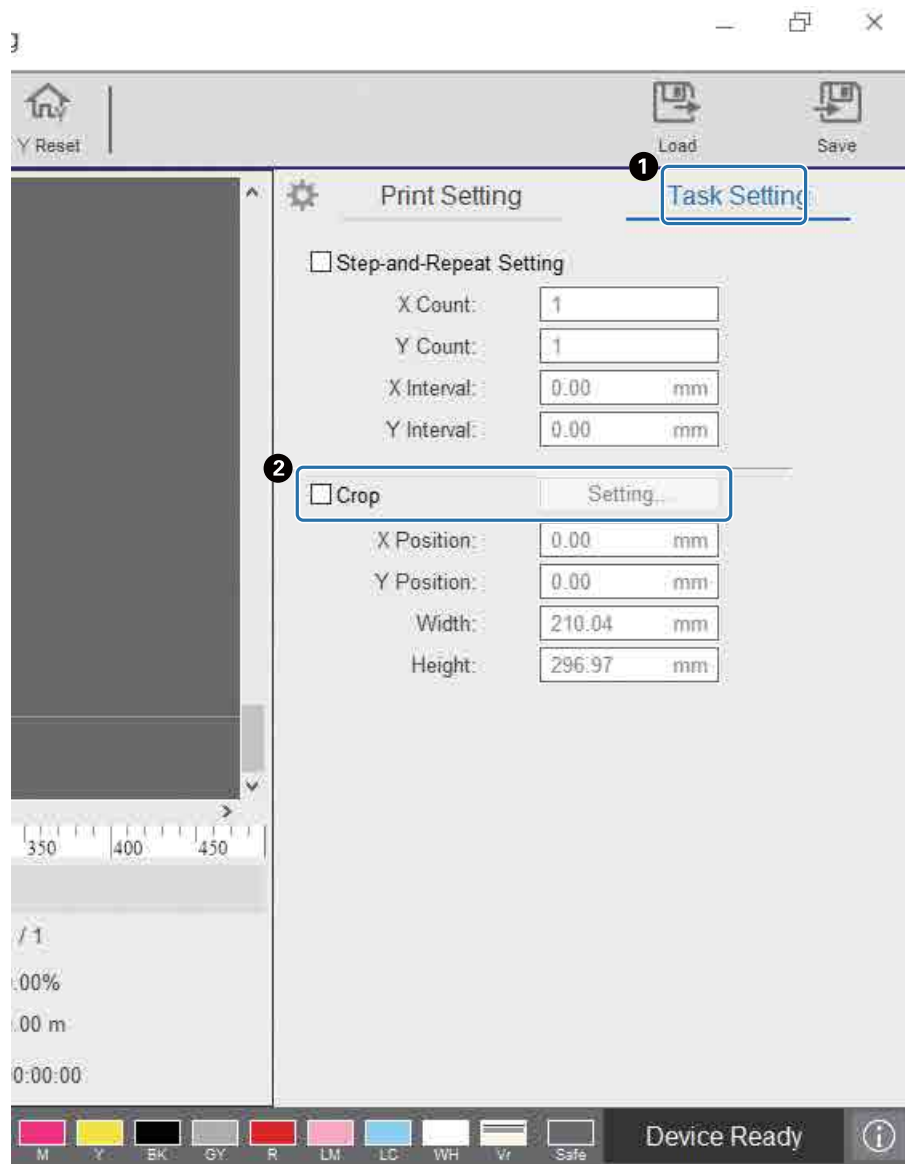 g
Y Reset
Load
Save
1
Print Setting
Task Setting
Step-and-Repeat Setting
X Count: 1
Y Count: 1
X Interval: 0.00 mm
Y Interval: 0.00 mm
2
Crop
Setting...
X Position: 0.00 mm
Y Position: 0.00 mm
Width: 210.04 mm
Height: 296.97 mm
350 400 450
/ 1
.00%
.00 m
0:00:00
M Y BK GY R LM LC WH Vr Safe
Device Ready